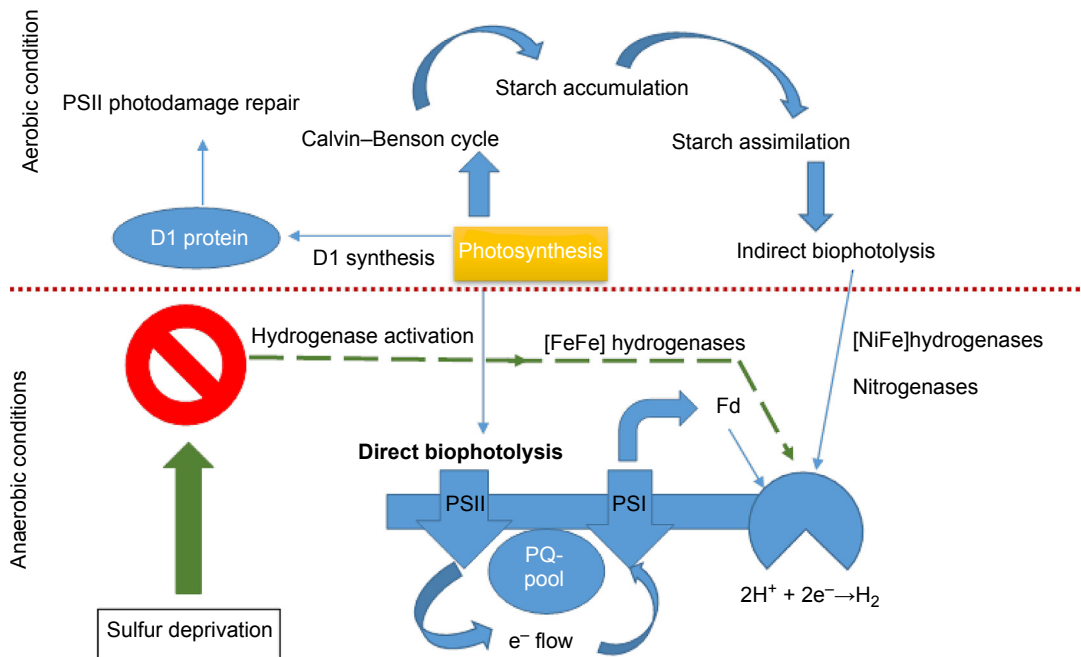 Aerobic condition
Starch accumulation
PSII photodamage repair
Calvin–Benson cycle
Starch assimilation
D1 protein
D1 synthesis
Photosynthesis
Indirect biophotolysis
Anaerobic conditions
Hydrogenase activation
[FeFe] hydrogenases
[NiFe]hydrogenases
Nitrogenases
Fd
Direct biophotolysis
PSII
PSI
PQ-
pool
2H⁺ + 2e⁻→H₂
Sulfur deprivation
e⁻ flow